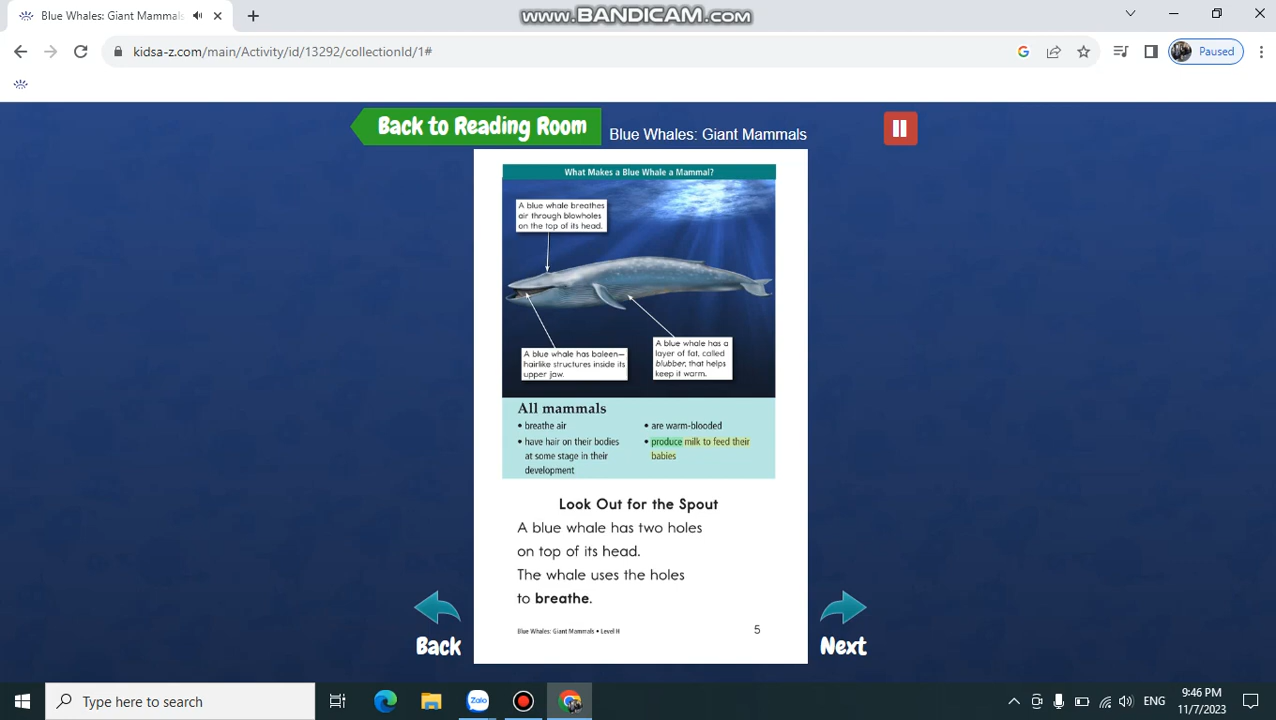 Blue Whales: Giant Mammals
www.BANDICAM.com
kidsa-z.com/main/Activity/id/13292/collectionId/1#
Paused
Back to Reading Room
Blue Whales: Giant Mammals
What Makes a Blue Whale a Mammal?
A blue whale breathes
air through blowholes
on the top of its head.
A blue whale has baleen—
hairlike structures inside its
upper jaw.
A blue whale has a
layer of fat, called
blubber, that helps
keep it warm.
All mammals
• breathe air
• have hair on their bodies
at some stage in their
development
• are warm-blooded
• produce milk to feed their
babies
Look Out for the Spout
A blue whale has two holes
on top of its head.
The whale uses the holes
to breathe.
Blue Whales: Giant Mammals • Level H
5
Back
Next
Type here to search
Zalo
ENG
9:46 PM
11/7/2023